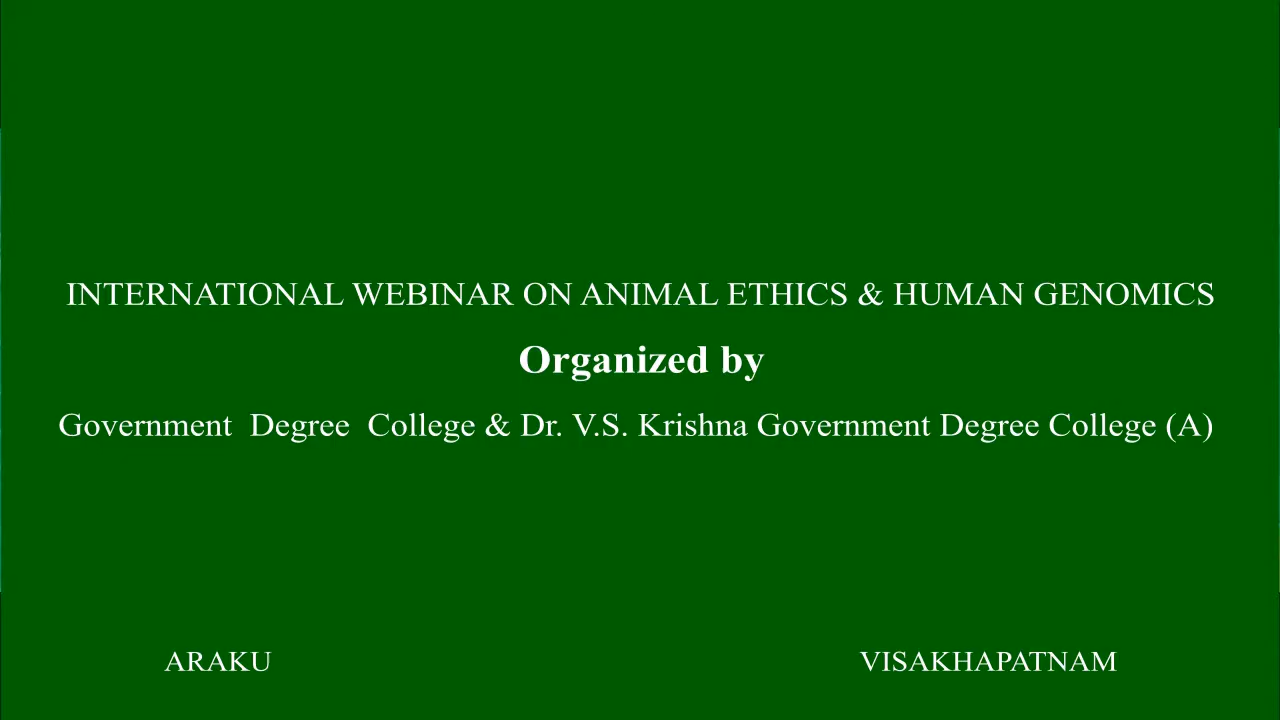 INTERNATIONAL WEBINAR ON ANIMAL ETHICS & HUMAN GENOMICS
Organized by
Government Degree College & Dr. V.S. Krishna Government Degree College (A)
ARAKU VISAKHAPATNAM